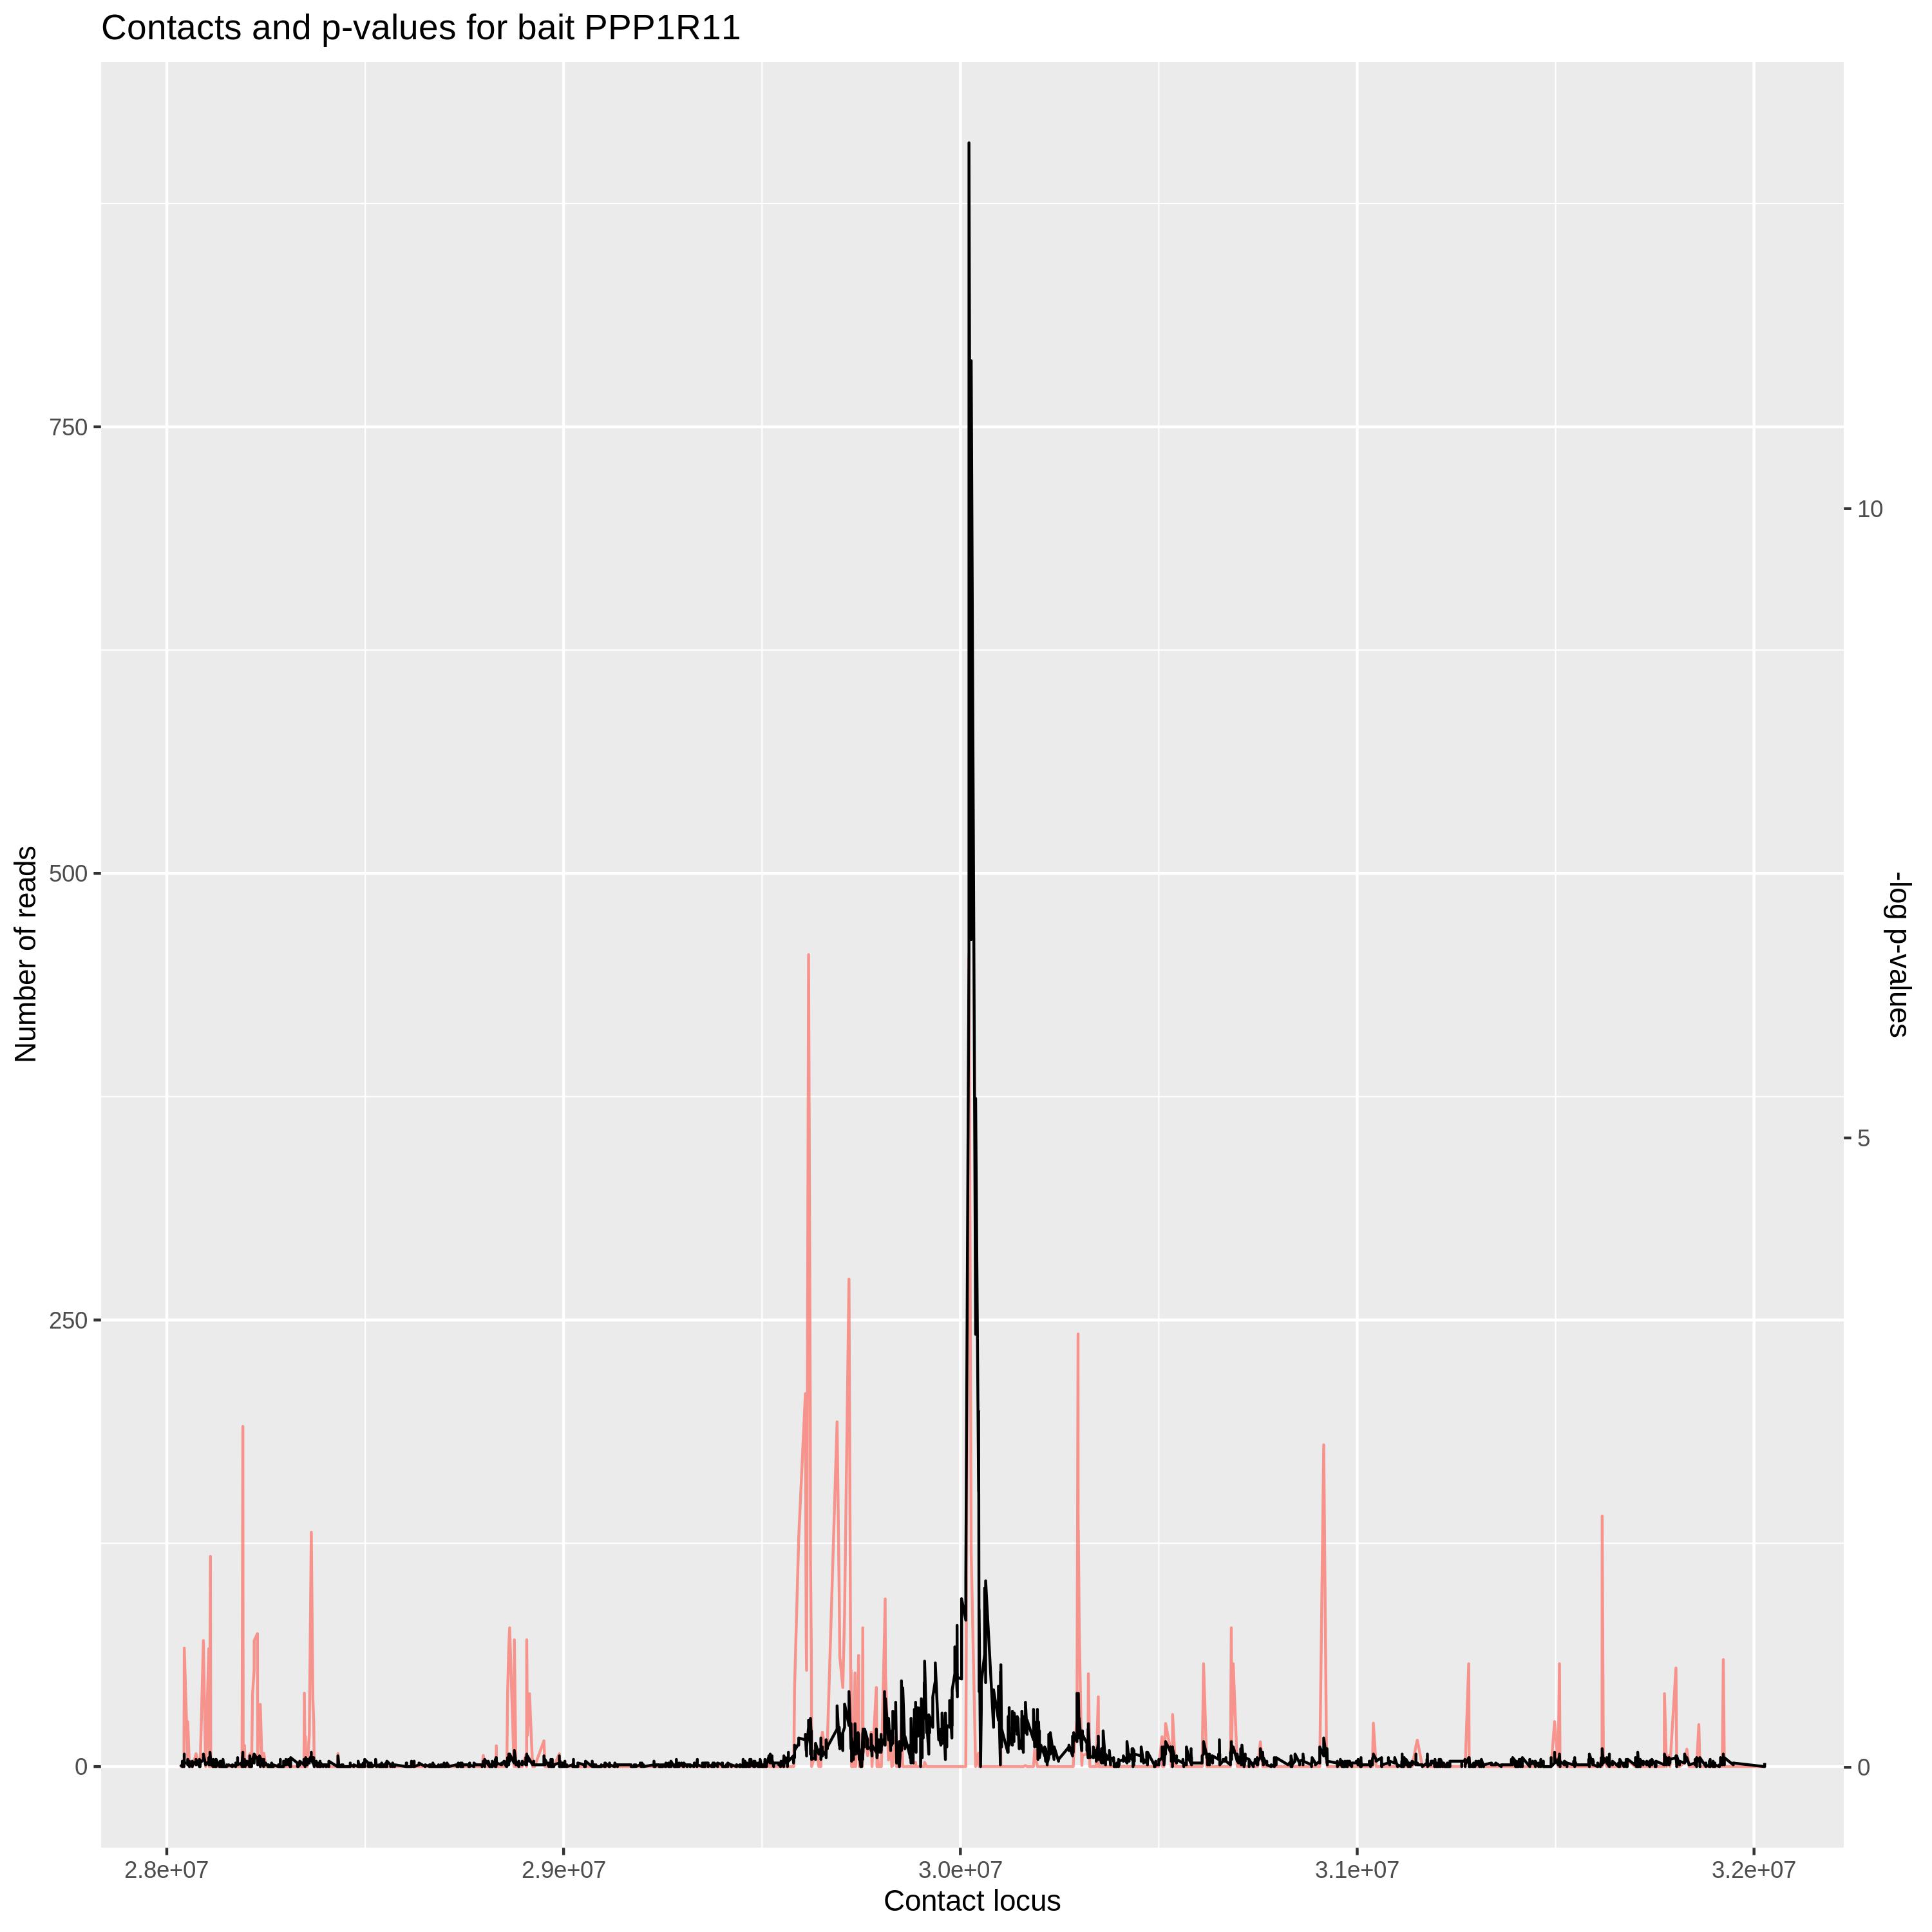 Contacts and p-values for bait PPP1R11
Number of reads
750
500
250
0
10
5
0
-log p-values
2.8e+07 2.9e+07 3.0e+07 3.1e+07 3.2e+07
Contact locus